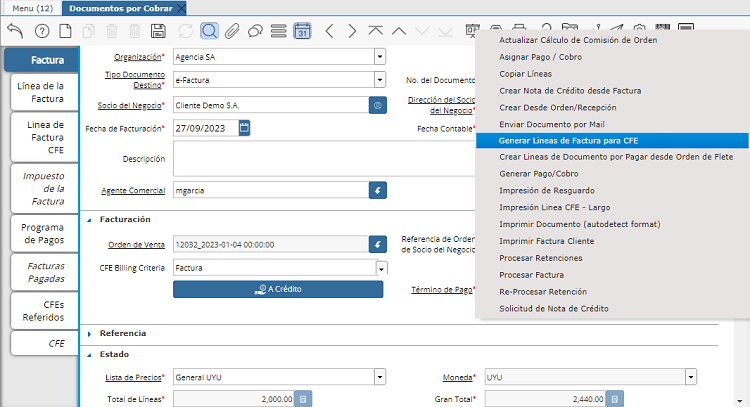 Menu (12)
Documentos por Cobrar
Factura
Línea de la Factura
Linea de Factura CFE
Impuesto de la Factura
Programa de Pagos
Facturas Pagadas
CFEs Referidos
CFE
31
Organización* Agencia SA
Tipo Documento Destino* e-Factura
No. del Documento
Socio del Negocio* Cliente Demo S.A.
Dirección del Socio del Negocio*
Fecha de Facturación* 27/09/2023
Fecha Contable*
Descripción
Agente Comercial mgarcia
Facturación
Orden de Venta 12032_2023-01-04 00:00:00
Referencia de Orden de Socio del Negocio
CFE Billing Criteria Factura
A Crédito
Término de Pago*
Referencia
Estado
Lista de Precios* General UYU
Moneda* UYU
Total de Líneas* 2,000.00
Gran Total* 2,440.00
Actualizar Cálculo de Comisión de Orden
Asignar Pago / Cobro
Copiar Líneas
Crear Nota de Crédito desde Factura
Crear Desde Orden/Recepción
Enviar Documento por Mail
Generar Lineas de Factura para CFE
Crear Lineas de Documento por Pagar desde Orden de Flete
Generar Pago/Cobro
Impresión de Resguardo
Impresión Linea CFE - Largo
Imprimir Documento (autodetect format)
Imprimir Factura Cliente
Procesar Retenciones
Procesar Factura
Re-Procesar Retención
Solicitud de Nota de Crédito